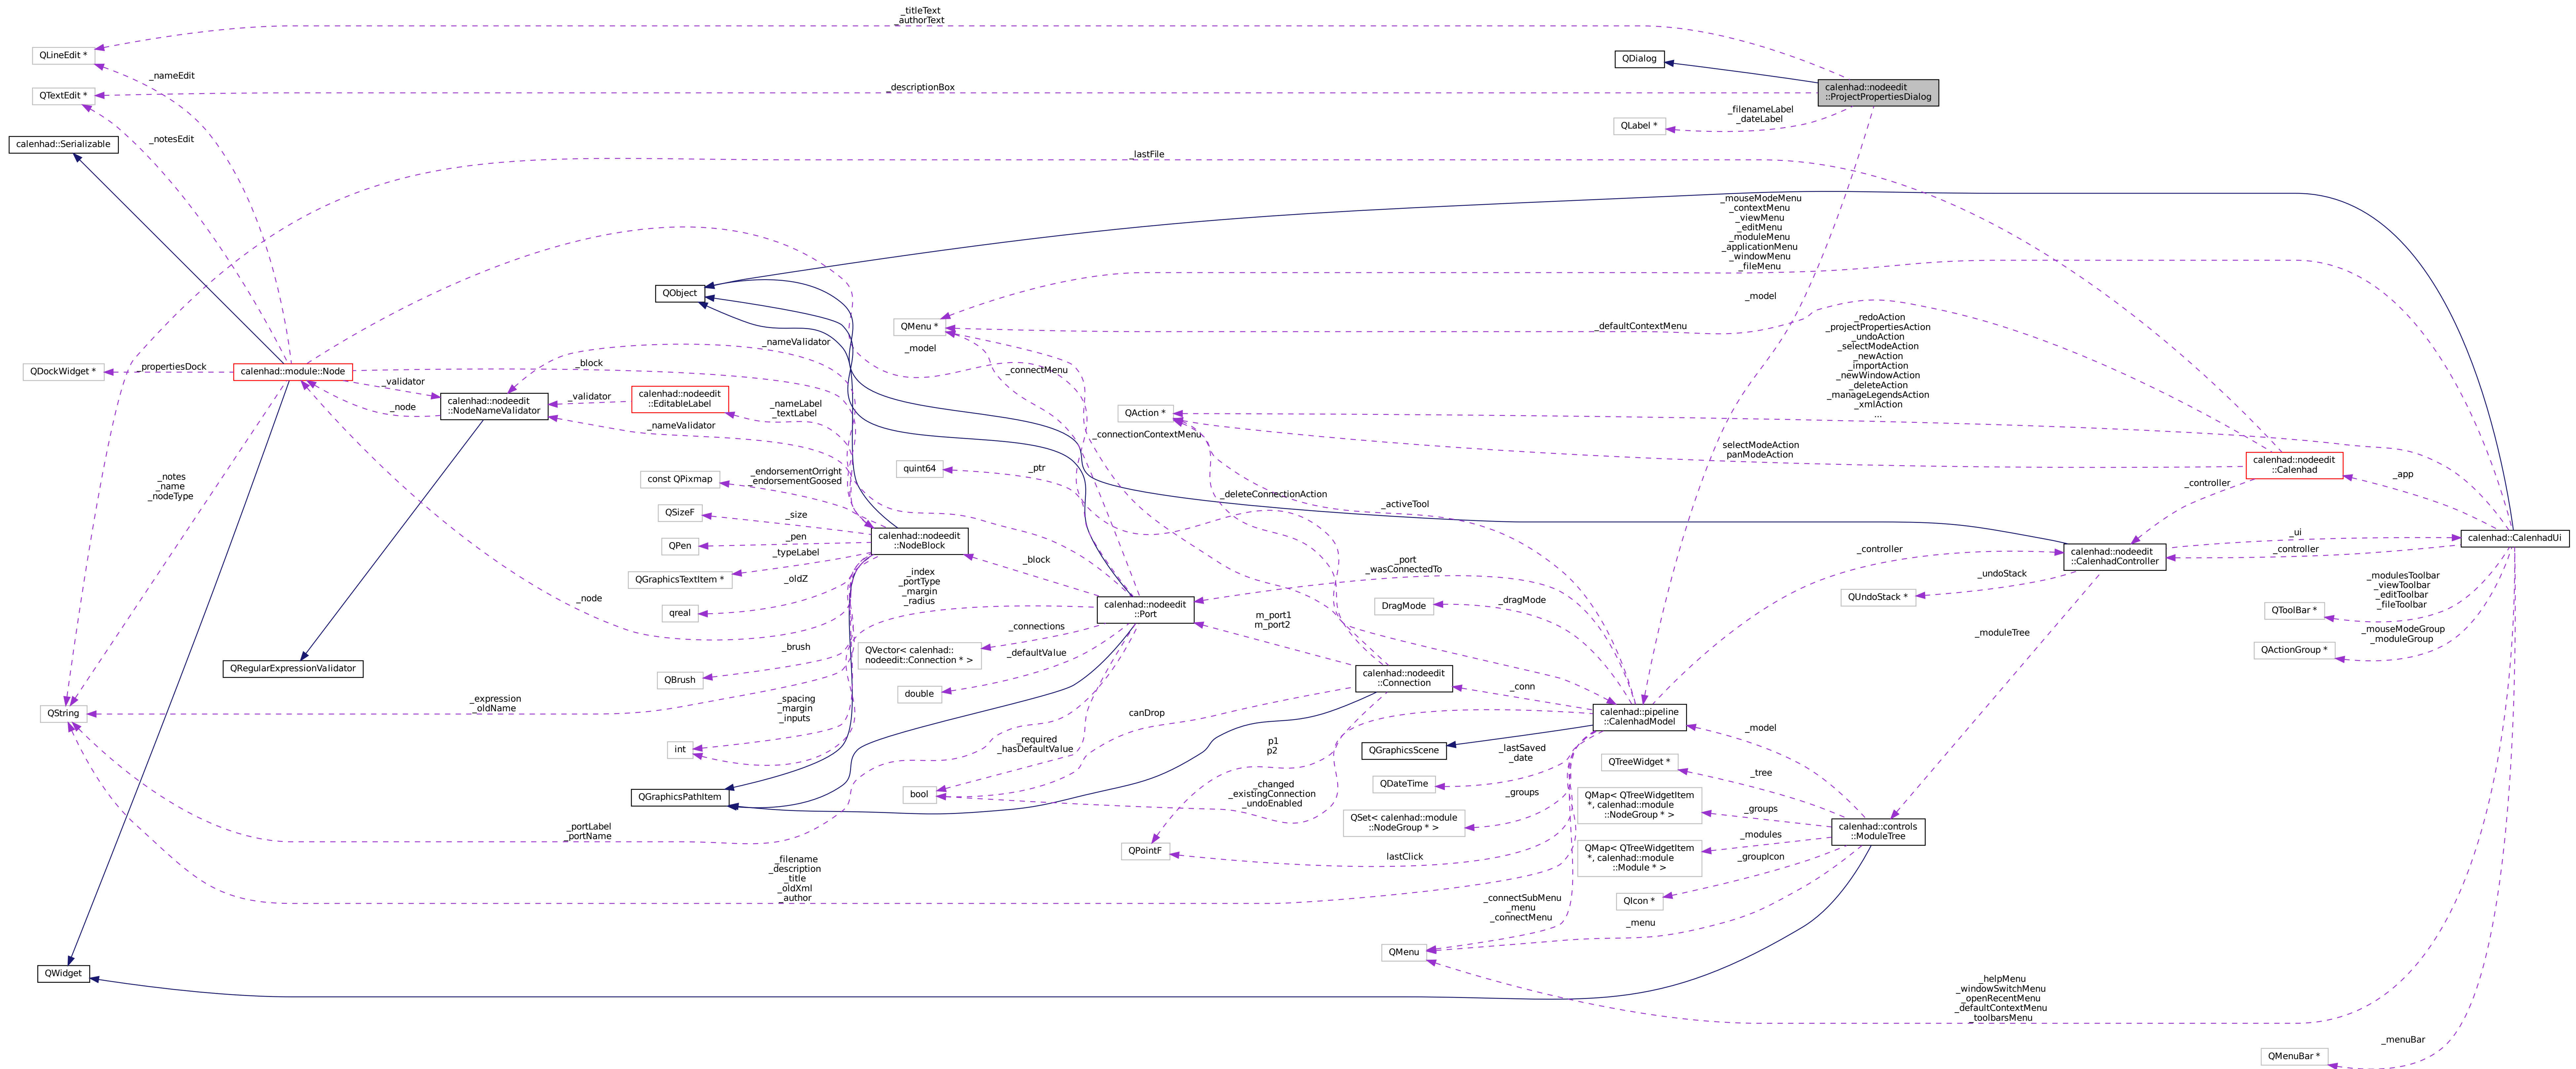 _titleText
_authorText
QLineEdit *
QDialog
_nameEdit
calenhad::nodeedit
::ProjectPropertiesDialog
QTextEdit *
_descriptionBox
_filenameLabel
_dateLabel
QLabel *
_notesEdit
calenhad::Serializable
_lastFile
_mouseModeMenu
_contextMenu
_viewMenu
_editMenu
_moduleMenu
_applicationMenu
_windowMenu
_fileMenu
QObject
_model
QMenu *
_defaultContextMenu
_redoAction
_projectPropertiesAction
_undoAction
_selectModeAction
_newAction
_importAction
_newWindowAction
_deleteAction
_manageLegendsAction
_xmlAction
...
_nameValidator
_model
_block
_propertiesDock
QDockWidget *
calenhad::module::Node
_connectMenu
_validator
_node
calenhad::nodeedit
::NodeNameValidator
_validator
calenhad::nodeedit
::EditableLabel
_nameLabel
_textLabel
QAction *
_nameValidator
_connectionContextMenu
selectModeAction
panModeAction
calenhad::nodeedit
::Calenhad
_app
_controller
quint64
_ptr
_endorsementOrright
_endorsementGoosed
const QPixmap
_notes
_name
_nodeType
_deleteConnectionAction
_activeTool
QSizeF
_size
QPen
_pen
calenhad::nodeedit
::NodeBlock
_ui
_controller
calenhad::CalenhadUi
calenhad::nodeedit
::CalenhadController
_controller
_typeLabel
QGraphicsTextItem *
_block
_port
_wasConnectedTo
_undoStack
QUndoStack *
_modulesToolbar
_viewToolbar
_editToolbar
_fileToolbar
QToolBar *
_oldZ
qreal
_index
_portType
_margin
_radius
_node
calenhad::nodeedit
::Port
DragMode
_dragMode
m_port1
m_port2
_connections
QVector< calenhad::
nodeedit::Connection * >
_moduleTree
_mouseModeGroup
_moduleGroup
QActionGroup *
_brush
QBrush
_defaultValue
double
QRegularExpressionValidator
calenhad::nodeedit
::Connection
_conn
_expression
_oldName
QString
_spacing
_margin
_inputs
int
canDrop
calenhad::pipeline
::CalenhadModel
_model
_required
_hasDefaultValue
p1
p2
QGraphicsScene
_lastSaved
_date
QTreeWidget *
_tree
QDateTime
QGraphicsPathItem
bool
_changed
_existingConnection
_undoEnabled
_groups
QMap< QTreeWidgetItem
*, calenhad::module
::NodeGroup * >
_groups
QSet< calenhad::module
::NodeGroup * >
_portLabel
_portName
_modules
calenhad::controls
::ModuleTree
QPointF
lastClick
QMap< QTreeWidgetItem
*, calenhad::module
::Module * >
_groupIcon
_filename
_description
_title
_oldXml
_author
QIcon *
_connectSubMenu
_menu
_connectMenu
_menu
QMenu
QWidget
_helpMenu
_windowSwitchMenu
_openRecentMenu
_defaultContextMenu
_toolbarsMenu
_menuBar
QMenuBar *